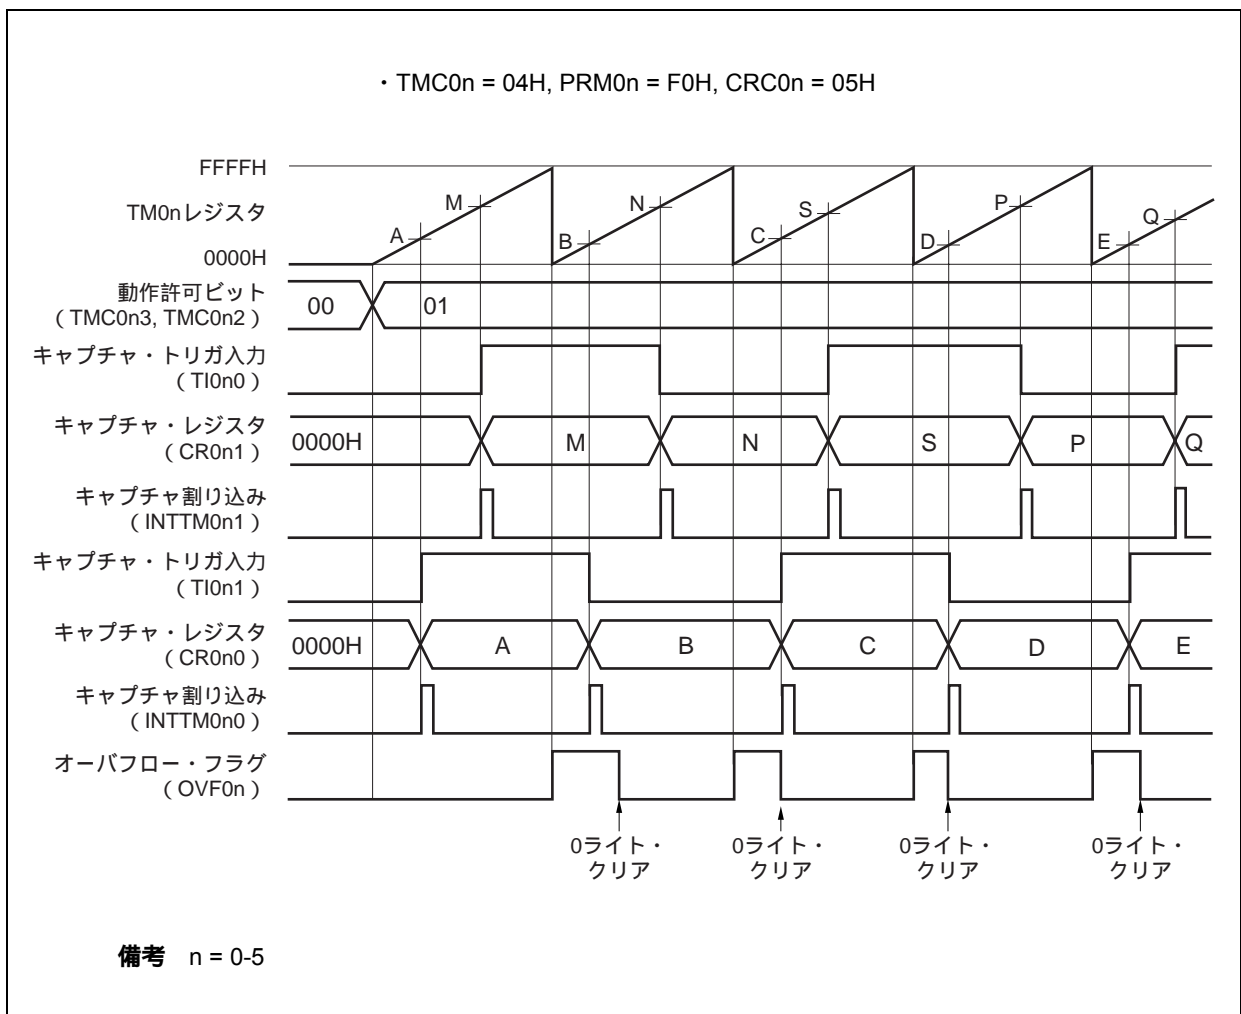 ・TMC0n = 04H, PRM0n = F0H, CRC0n = 05H
FFFFH
TM0nレジスタ
0000H
A
M
B
N
C
S
D
P
E
Q
動作許可ビット
（TMC0n3, TMC0n2）
00
01
キャプチャ・トリガ入力
（TI0n0）
キャプチャ・レジスタ
（CR0n1）
0000H
M
N
S
P
Q
キャプチャ割り込み
（INTTM0n1）
キャプチャ・トリガ入力
（TI0n1）
キャプチャ・レジスタ
（CR0n0）
0000H
A
B
C
D
E
キャプチャ割り込み
（INTTM0n0）
オーバフロー・フラグ
（OVF0n）
0ライト・
クリア
0ライト・
クリア
0ライト・
クリア
0ライト・
クリア
備考 n = 0-5